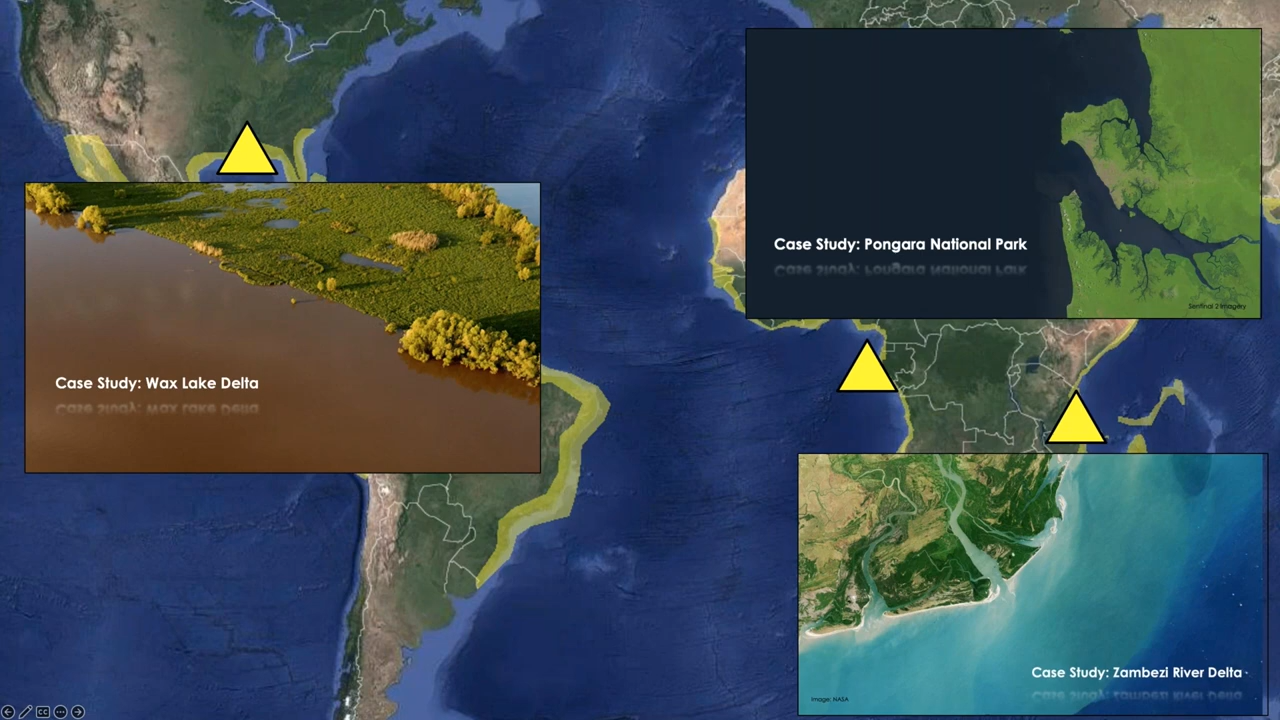 Case Study: Pongara National Park
Sentinel 2 Imagery
Case Study: Wax Lake Delta
Case Study: Zambezi River Delta
Image: NASA